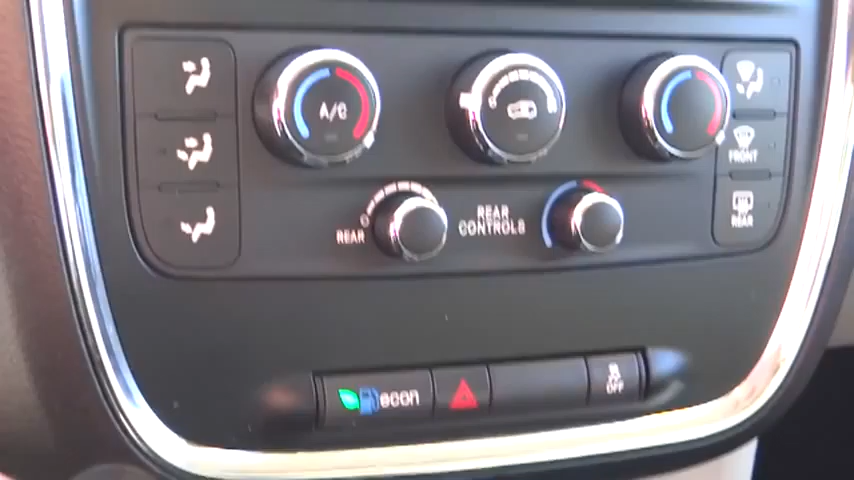 A/C
FRONT
REAR
REAR
REAR
CONTROLS
econ
OFF